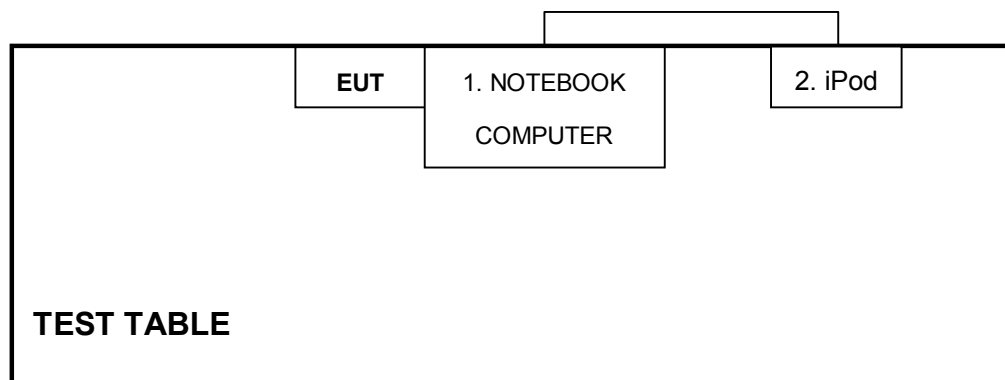 EUT
1. NOTEBOOK
COMPUTER
2. iPod
TEST TABLE